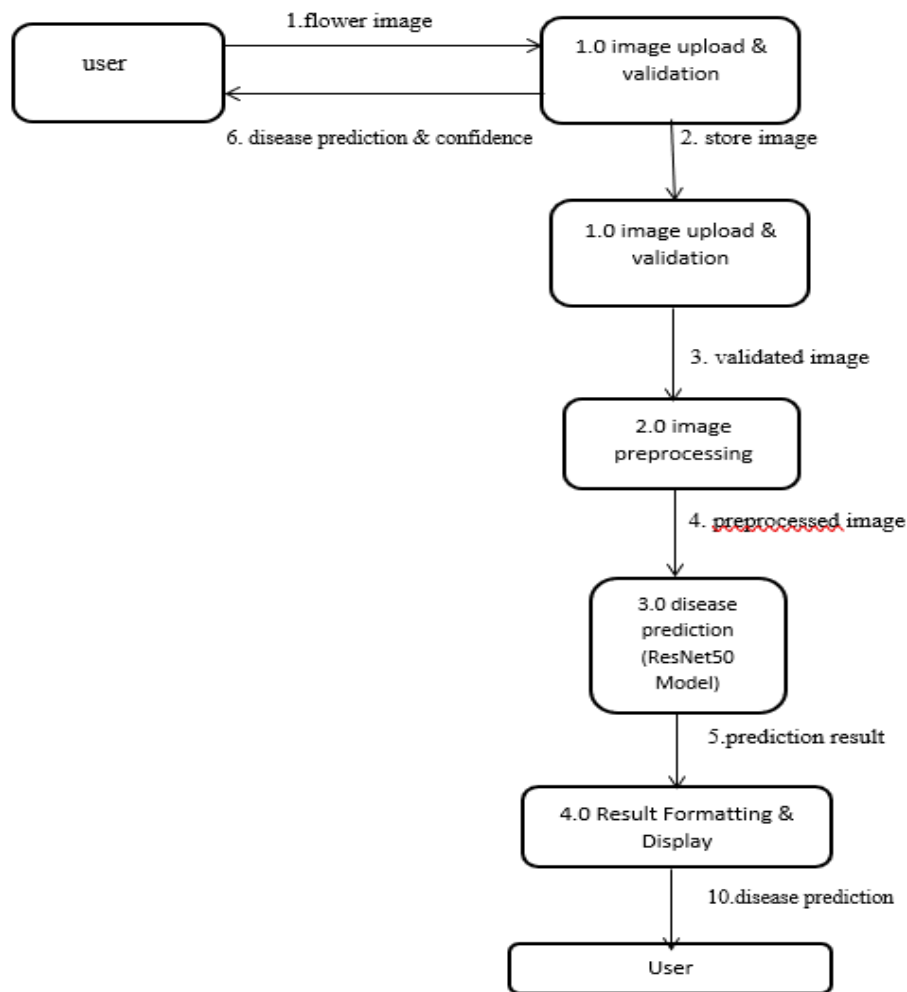 1.flower image
user
1.0 image upload &
validation
6. disease prediction & confidence
2. store image
1.0 image upload &
validation
3. validated image
2.0 image
preprocessing
4. preprocessed image
3.0 disease
prediction
(ResNet50
Model)
5.prediction result
4.0 Result Formatting &
Display
10.disease prediction
User